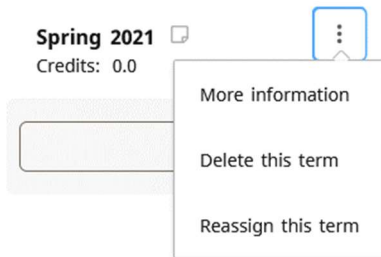 Spring 2021
Credits: 0.0
More information
Delete this term
Reassign this term